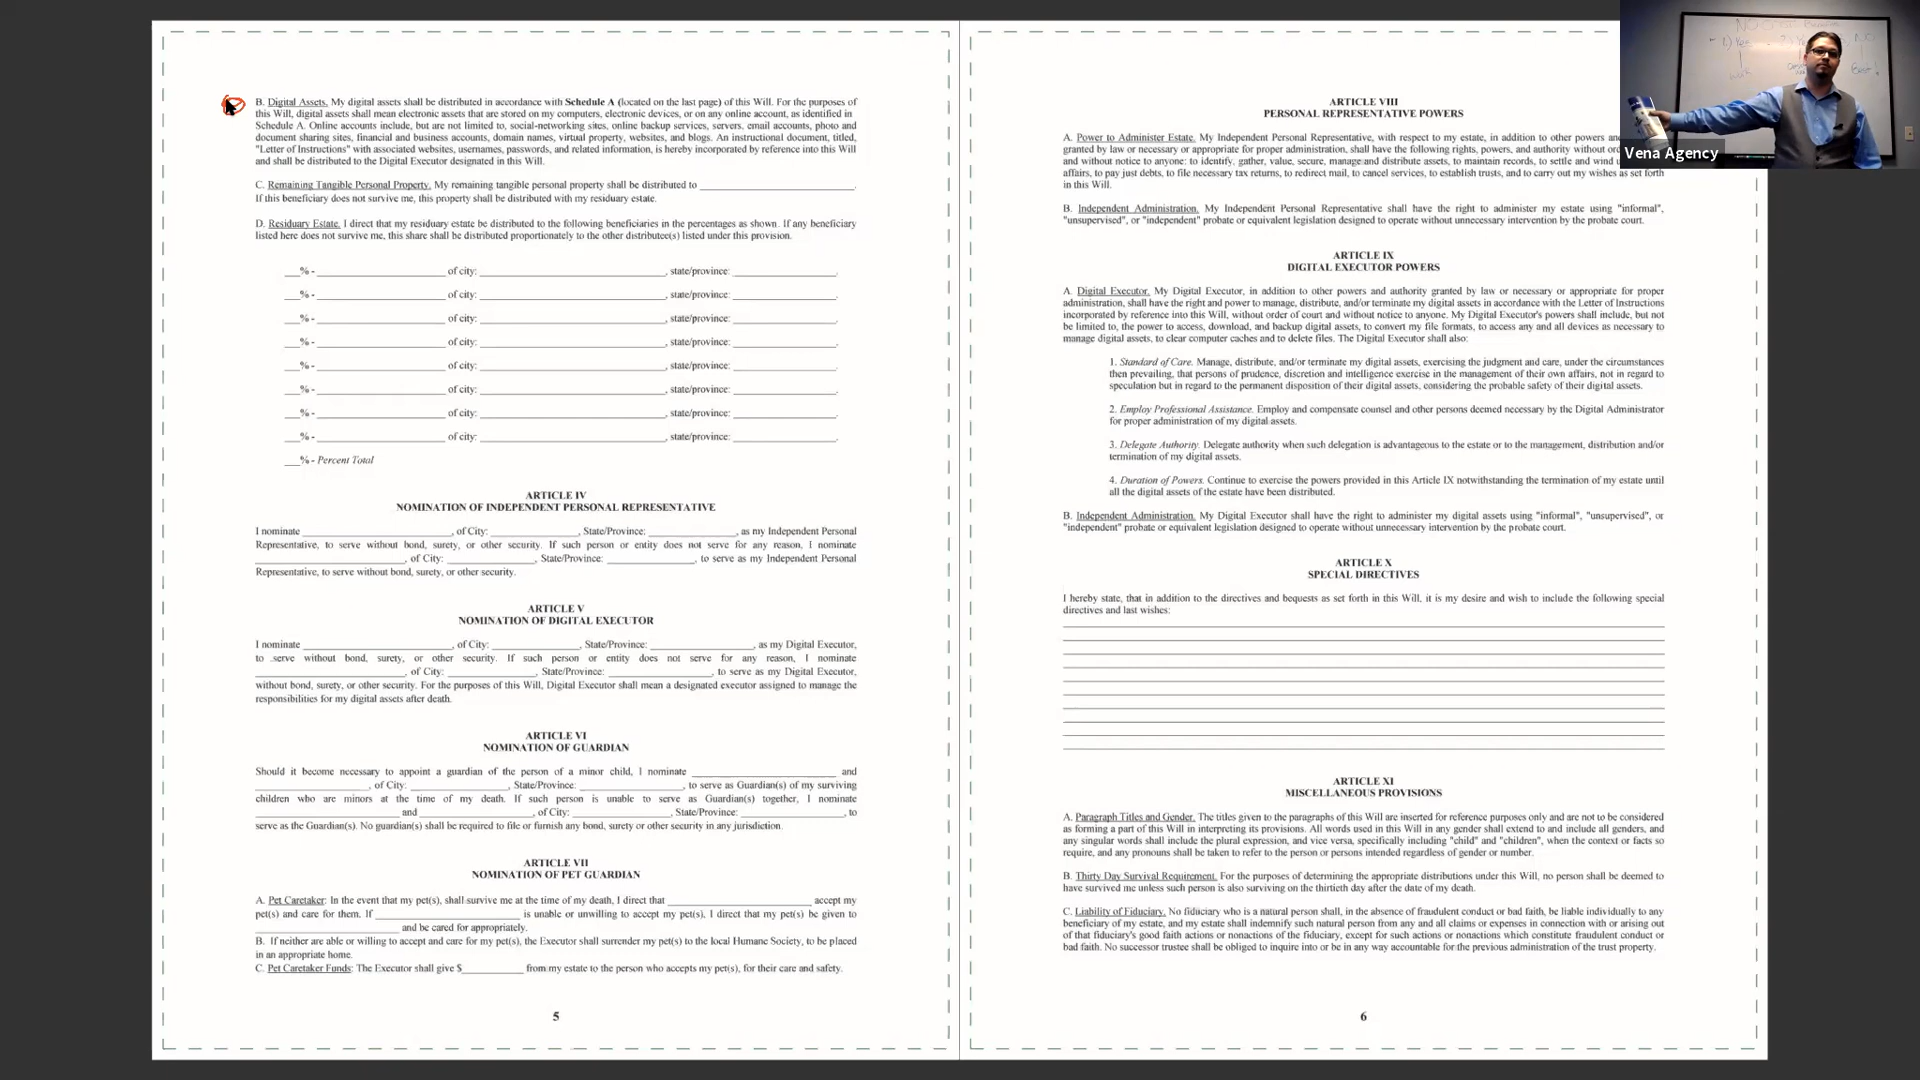 B. Digital Assets. My digital assets shall be distributed in accordance with Schedule A (located on the last page) of this Will. For the purposes of
this Will, digital assets shall mean electronic assets that are stored on my computers, electronic devices, or on any online account, as identified in
Schedule A. Online accounts include, but are not limited to, social-networking sites, online backup services, servers, email accounts, photo and
document sharing sites, financial and business accounts, domain names, virtual property, websites, and blogs. An instructional document, titled,
"Letter of Instructions" with associated websites, usernames, passwords, and related information, is hereby incorporated by reference into this Will
and shall be distributed to the Digital Executor designated in this Will.
C. Remaining Tangible Personal Property. My remaining tangible personal property shall be distributed to ____________________.
If this beneficiary does not survive me, this property shall be distributed with my residuary estate.
D. Residuary Estate. I direct that my residuary estate be distributed to the following beneficiaries in the percentages as shown. If any beneficiary
listed here does not survive me, this share shall be distributed proportionately to the other distributee(s) listed under this provision.
___% - ____________________ of city: ____________________, state/province: ____________________.
___% - ____________________ of city: ____________________, state/province: ____________________.
___% - ____________________ of city: ____________________, state/province: ____________________.
___% - ____________________ of city: ____________________, state/province: ____________________.
___% - ____________________ of city: ____________________, state/province: ____________________.
___% - ____________________ of city: ____________________, state/province: ____________________.
___% - ____________________ of city: ____________________, state/province: ____________________.
___% - ____________________ of city: ____________________, state/province: ____________________.
___% - Percent Total
ARTICLE IV
NOMINATION OF INDEPENDENT PERSONAL REPRESENTATIVE
I nominate ____________________, of City: ____________, State/Province: ____________, as my Independent Personal
Representative, to serve without bond, surety, or other security. If such person or entity does not serve for any reason, I nominate
____________________, of City: ____________, State/Province: ____________, to serve as my Independent Personal
Representative, to serve without bond, surety, or other security.
ARTICLE V
NOMINATION OF DIGITAL EXECUTOR
I nominate ____________________, of City: ____________, State/Province: ____________, as my Digital Executor,
to serve without bond, surety, or other security. If such person or entity does not serve for any reason, I nominate
____________________, of City: ____________, State/Province: ____________, to serve as my Digital Executor,
without bond, surety, or other security. For the purposes of this Will, Digital Executor shall mean a designated executor assigned to manage the
responsibilities for my digital assets after death.
ARTICLE VI
NOMINATION OF GUARDIAN
Should it become necessary to appoint a guardian of the person of a minor child, I nominate ____________________ and
____________________, of City: ____________, State/Province: ____________, to serve as Guardian(s) of my surviving
children who are minors at the time of my death. If such person is unable to serve as Guardian(s) together, I nominate
____________________ and ____________________, of City: ____________, State/Province: ____________, to
serve as the Guardian(s). No guardian(s) shall be required to file or furnish any bond, surety or other security in any jurisdiction.
ARTICLE VII
NOMINATION OF PET GUARDIAN
A. Pet Caretaker: In the event that my pet(s), shall survive me at the time of my death, I direct that ____________________ accept my
pet(s) and care for them. If ____________________ is unable or unwilling to accept my pet(s), I direct that my pet(s) be given to
____________________ and be cared for appropriately.
B. If neither are able or willing to accept and care for my pet(s), the Executor shall surrender my pet(s) to the local Humane Society, to be placed
in an appropriate home.
C. Pet Caretaker Funds: The Executor shall give $__________ from my estate to the person who accepts my pet(s), for their care and safety.
5
ARTICLE VIII
PERSONAL REPRESENTATIVE POWERS
A. Power to Administer Estate. My Independent Personal Representative, with respect to my estate, in addition to other powers and
granted by law or necessary or appropriate for proper administration, shall have the following rights, powers, and authority without
and without notice to anyone: to identify, gather, value, secure, manage and distribute assets, to maintain records, to settle and wind
affairs, to pay just debts, to file necessary tax returns, to redirect mail, to cancel services, to establish trusts, and to carry out my wishes as set forth
in this Will.
B. Independent Administration. My Independent Personal Representative shall have the right to administer my estate using "informal",
"unsupervised", or "independent" probate or equivalent legislation designed to operate without unnecessary intervention by the probate court.
ARTICLE IX
DIGITAL EXECUTOR POWERS
A. Digital Executor. My Digital Executor, in addition to other powers and authority granted by law or necessary or appropriate for proper
administration, shall have the right and power to manage, distribute, and/or terminate my digital assets in accordance with the Letter of Instructions
incorporated by reference into this Will, without order of court and without notice to anyone. My Digital Executor's powers shall include, but not
be limited to, the power to access, download, and backup digital assets, to convert my file formats, to access any and all devices as necessary to
manage digital assets, to clear computer caches and to delete files. The Digital Executor shall also:
1. Standard of Care. Manage, distribute, and/or terminate my digital assets, exercising the judgment and care, under the circumstances
then prevailing, that persons of prudence, discretion and intelligence exercise in the management of their own affairs, not in regard to
speculation but in regard to the permanent disposition of their digital assets, considering the probable safety of their digital assets.
2. Employ Professional Assistance. Employ and compensate counsel and other persons deemed necessary by the Digital Administrator
for proper administration of my digital assets.
3. Delegate Authority. Delegate authority when such delegation is advantageous to the estate or to the management, distribution and/or
termination of my digital assets.
4. Duration of Powers. Continue to exercise the powers provided in this Article IX notwithstanding the termination of my estate until
all the digital assets of the estate have been distributed.
B. Independent Administration. My Digital Executor shall have the right to administer my digital assets using "informal", "unsupervised", or
"independent" probate or equivalent legislation designed to operate without unnecessary intervention by the probate court.
ARTICLE X
SPECIAL DIRECTIVES
I hereby state, that in addition to the directives and bequests as set forth in this Will, it is my desire and wish to include the following special
directives and last wishes:
ARTICLE XI
MISCELLANEOUS PROVISIONS
A. Paragraph Titles and Gender. The titles given to the paragraphs of this Will are inserted for reference purposes only and are not to be considered
as forming a part of this Will in interpreting its provisions. All words used in this Will in any gender shall extend to and include all genders, and
any singular words shall include the plural expression, and vice versa, specifically including "child" and "children", when the context or facts so
require, and any pronouns shall be taken to refer to the person or persons intended regardless of gender or number.
B. Thirty Day Survival Requirement. For the purposes of determining the appropriate distributions under this Will, no person shall be deemed to
have survived me unless such person is also surviving on the thirtieth day after the date of my death.
C. Liability of Fiduciary. No fiduciary who is a natural person shall, in the absence of fraudulent conduct or bad faith, be liable individually to any
beneficiary of my estate, and my estate shall indemnify such natural person from any and all claims or expenses in connection with or arising out
of that fiduciary's good faith actions or nonactions of the fiduciary, except for such actions or nonactions which constitute fraudulent conduct or
bad faith. No successor trustee shall be obliged to inquire into or be in any way accountable for the previous administration of the trust property.
6
Vena Agency